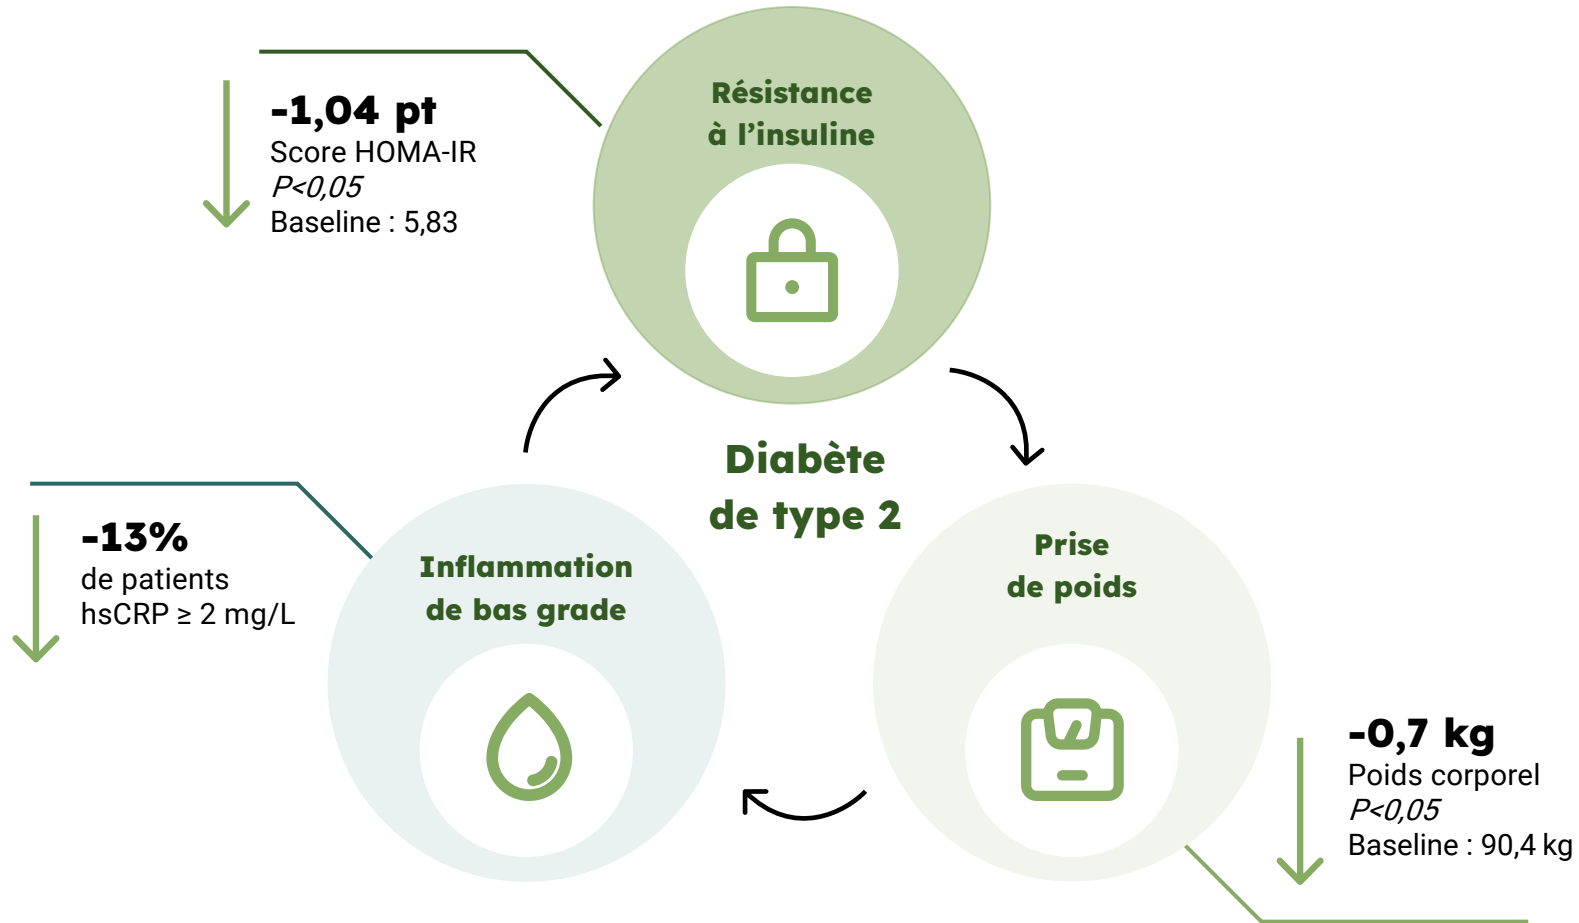 Résistance
à l’insuline
-1,04 pt
Score HOMA-IR
P<0,05
Baseline : 5,83
Diabète
de type 2
-13%
de patients
hsCRP ≥ 2 mg/L
Inflammation
de bas grade
Prise
de poids
-0,7 kg
Poids corporel
P<0,05
Baseline : 90,4 kg